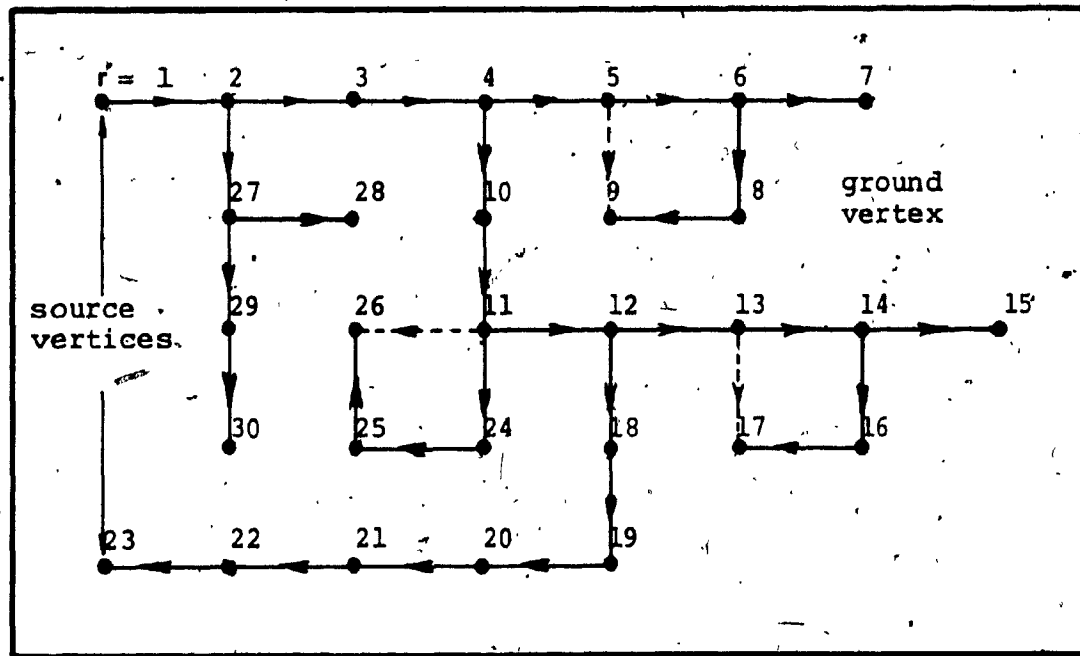 r = 1 2 3 4 5 6 7
27 28 10 9 8
ground
vertex
29 26 11 12 13 14 15
source
vertices
30 25 24 18 17 16
23 22 21 20 19